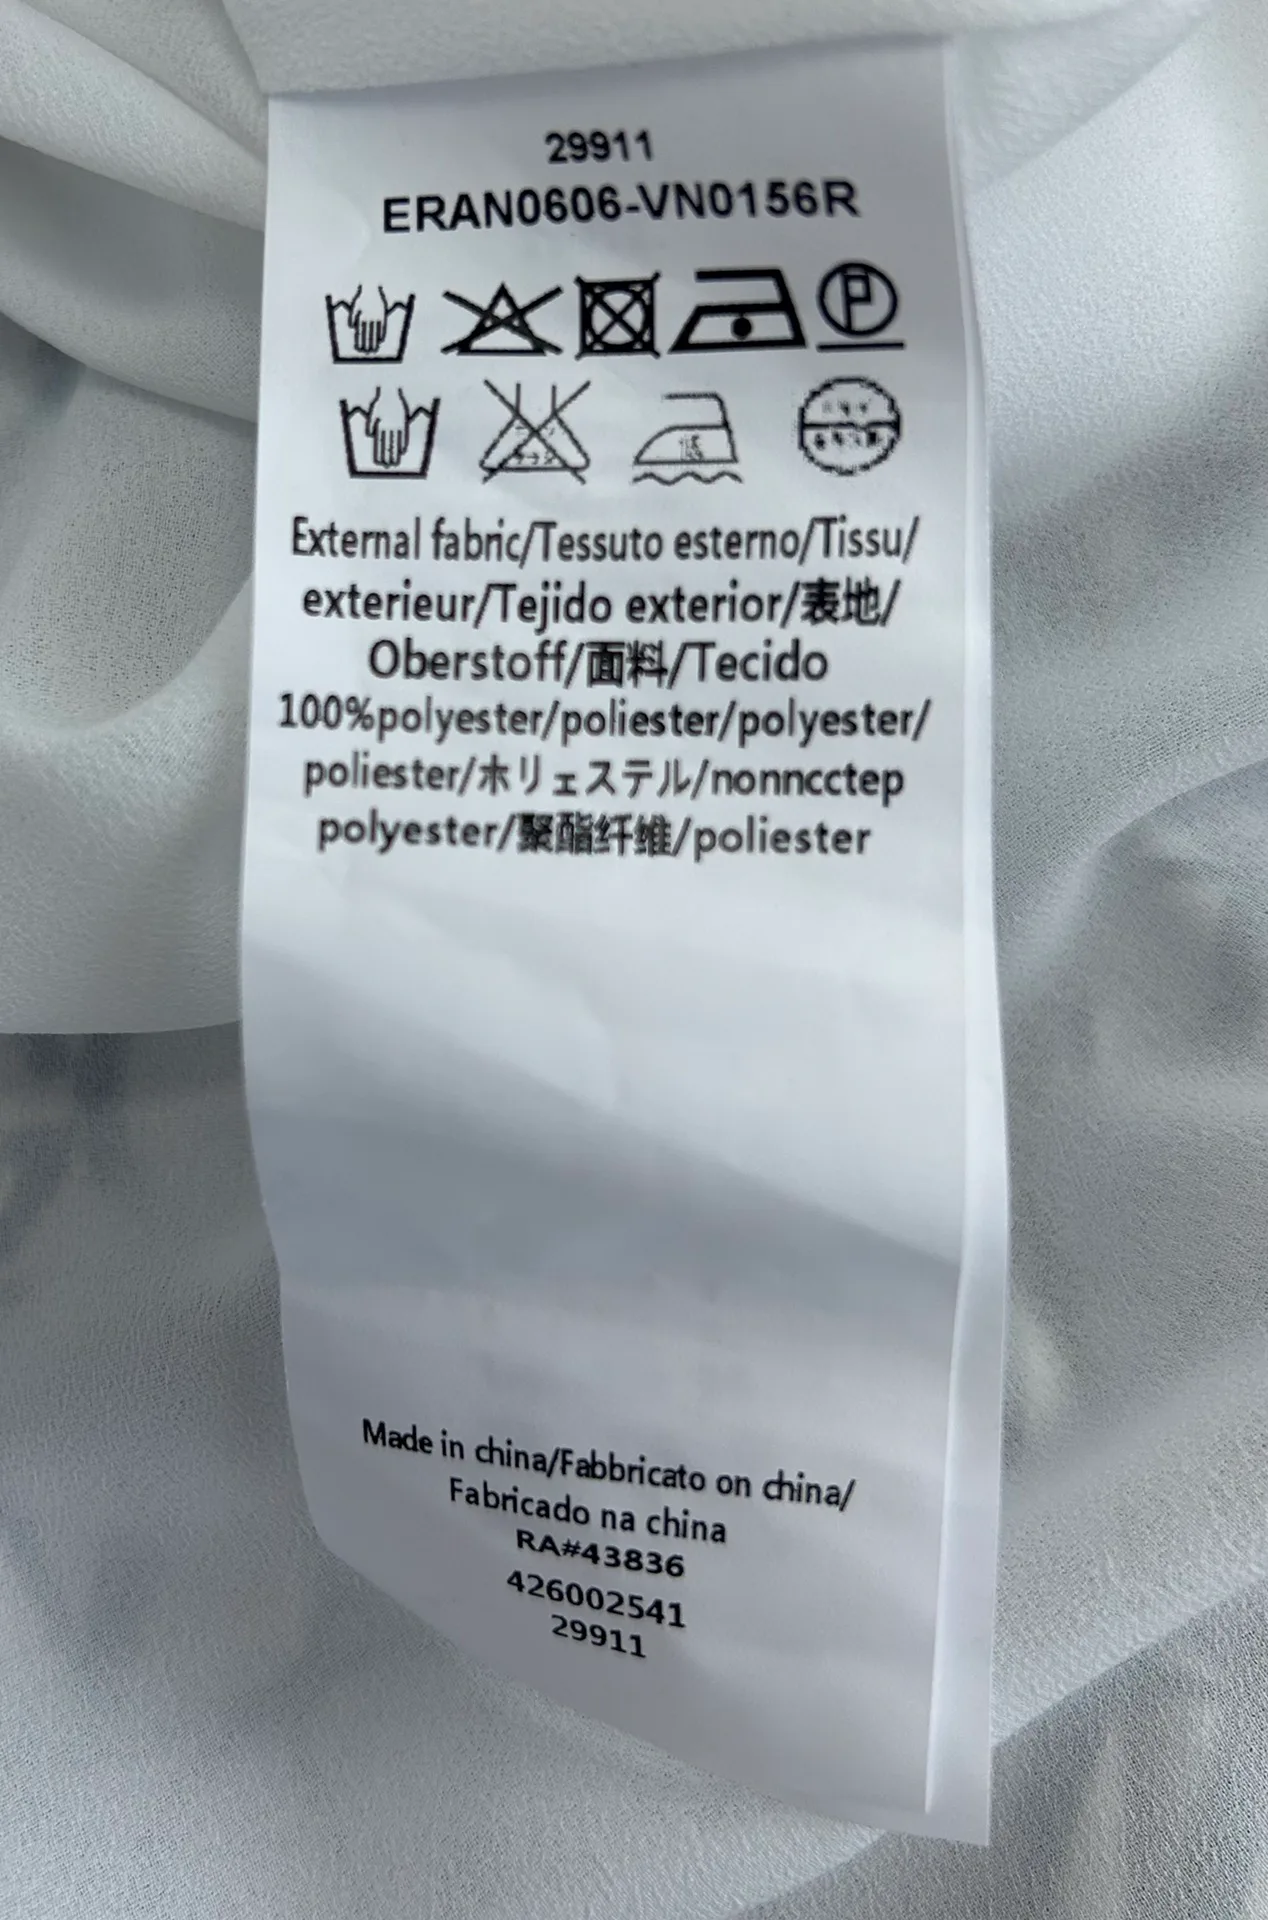 29911
ERAN0606-VN0156R
P
External fabric/Tessuto esterno/Tissu/
exterieur/Tejido exterior/表地/
Oberstoff/面料/Tecido
100%polyester/poliester/polyester/
poliester/ホリェステル/nonncctep
polyester/聚酯纤维/poliester
Made in china/Fabbricato on china/
Fabricado na china
RA#43836
426002541
29911